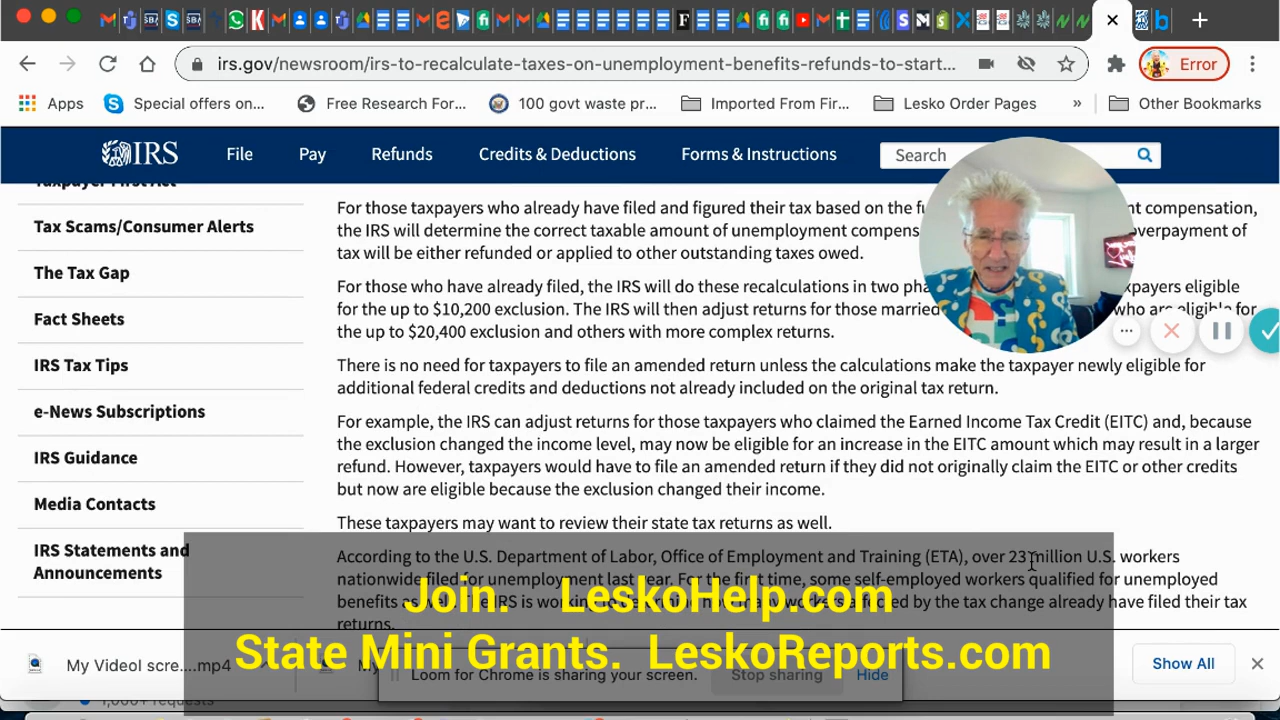 irs.gov/newsroom/irs-to-recalculate-taxes-on-unemployment-benefits-refunds-to-start...
Error
Apps
Special offers on...
Free Research For...
100 govt waste pr...
Imported From Fir...
Lesko Order Pages
»
Other Bookmarks
IRS
File
Pay
Refunds
Credits & Deductions
Forms & Instructions
Search
Taxpayer First Act
Tax Scams/Consumer Alerts
The Tax Gap
Fact Sheets
IRS Tax Tips
e-News Subscriptions
IRS Guidance
Media Contacts
IRS Statements and
Announcements
For those taxpayers who already have filed and figured their tax based on the compensation,
the IRS will determine the correct taxable amount of unemployment overpayment of
tax will be either refunded or applied to other outstanding taxes owed.
For those who have already filed, the IRS will do these recalculations in two eligible
for the up to $10,200 exclusion. The IRS will then adjust returns for those married who are eligible for
the up to $20,400 exclusion and others with more complex returns.
There is no need for taxpayers to file an amended return unless the calculations make the taxpayer newly eligible for
additional federal credits and deductions not already included on the original tax return.
For example, the IRS can adjust returns for those taxpayers who claimed the Earned Income Tax Credit (EITC) and, because
the exclusion changed the income level, may now be eligible for an increase in the EITC amount which may result in a larger
refund. However, taxpayers would have to file an amended return if they did not originally claim the EITC or other credits
but now are eligible because the exclusion changed their income.
These taxpayers may want to review their state tax returns as well.
According to the U.S. Department of Labor, Office of Employment and Training (ETA), over 23 million U.S. workers
nationwide filed for unemployment last year. For the first time, some self-employed workers qualified for unemployed
benefits as well. The IRS is working to determine how many workers affected by the tax change already have filed their tax
returns.
Join. LeskoHelp.com
State Mini Grants. LeskoReports.com
My Videol scre....mp4
My
Show All
Loom for Chrome is sharing your screen.
Stop sharing
Hide
1,000+ requests